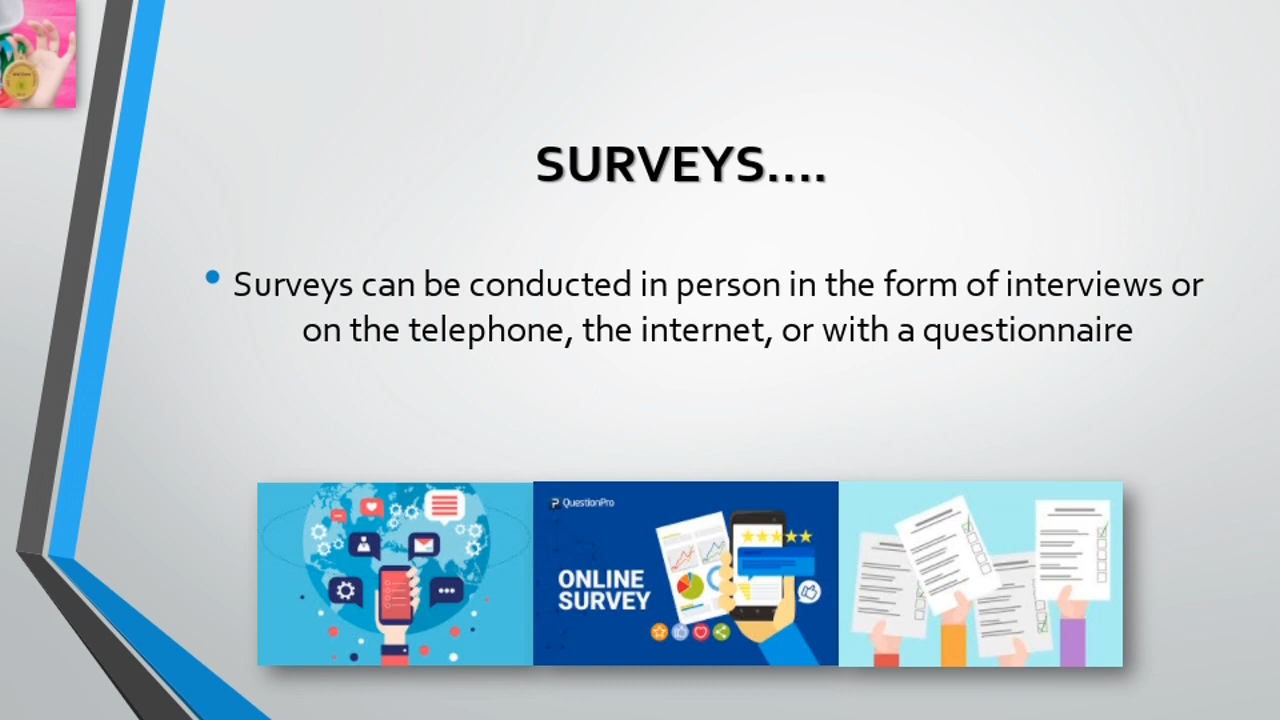 SURVEYS....
• Surveys can be conducted in person in the form of interviews or
on the telephone, the internet, or with a questionnaire
QuestionPro
ONLINE
SURVEY